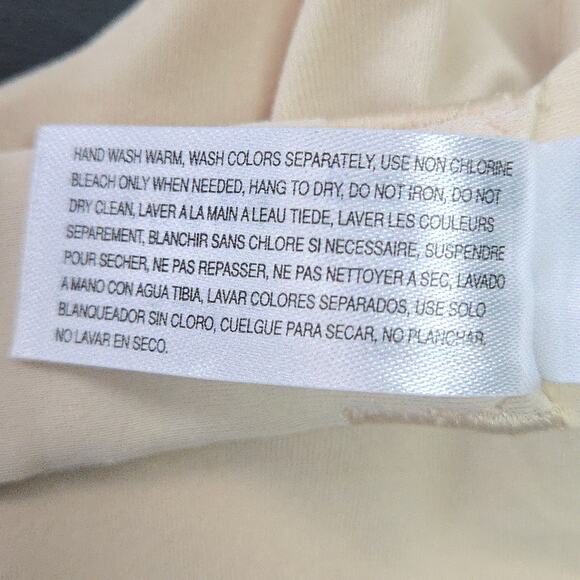 HAND WASH WARM, WASH COLORS SEPARATELY, USE NON CHLORINE
BLEACH ONLY WHEN NEEDED, HANG TO DRY, DO NOT IRON, DO NOT
DRY CLEAN, LAVER A LA MAIN A LEAU TIEDE, LAVER LES COULEURS
SEPAREMENT, BLANCHIR SANS CHLORE SI NECESSAIRE, SUSPENDRE
POUR SECHER, NE PAS REPASSER, NE PAS NETTOYER A SEC, LAVADO
A MANO CON AGUA TIBIA, LAVAR COLORES SEPARADOS, USE SOLO
BLANQUEADOR SIN CLORO, CUELGUE PARA SECAR, NO PLANCHAR,
NO LAVAR EN SECO.